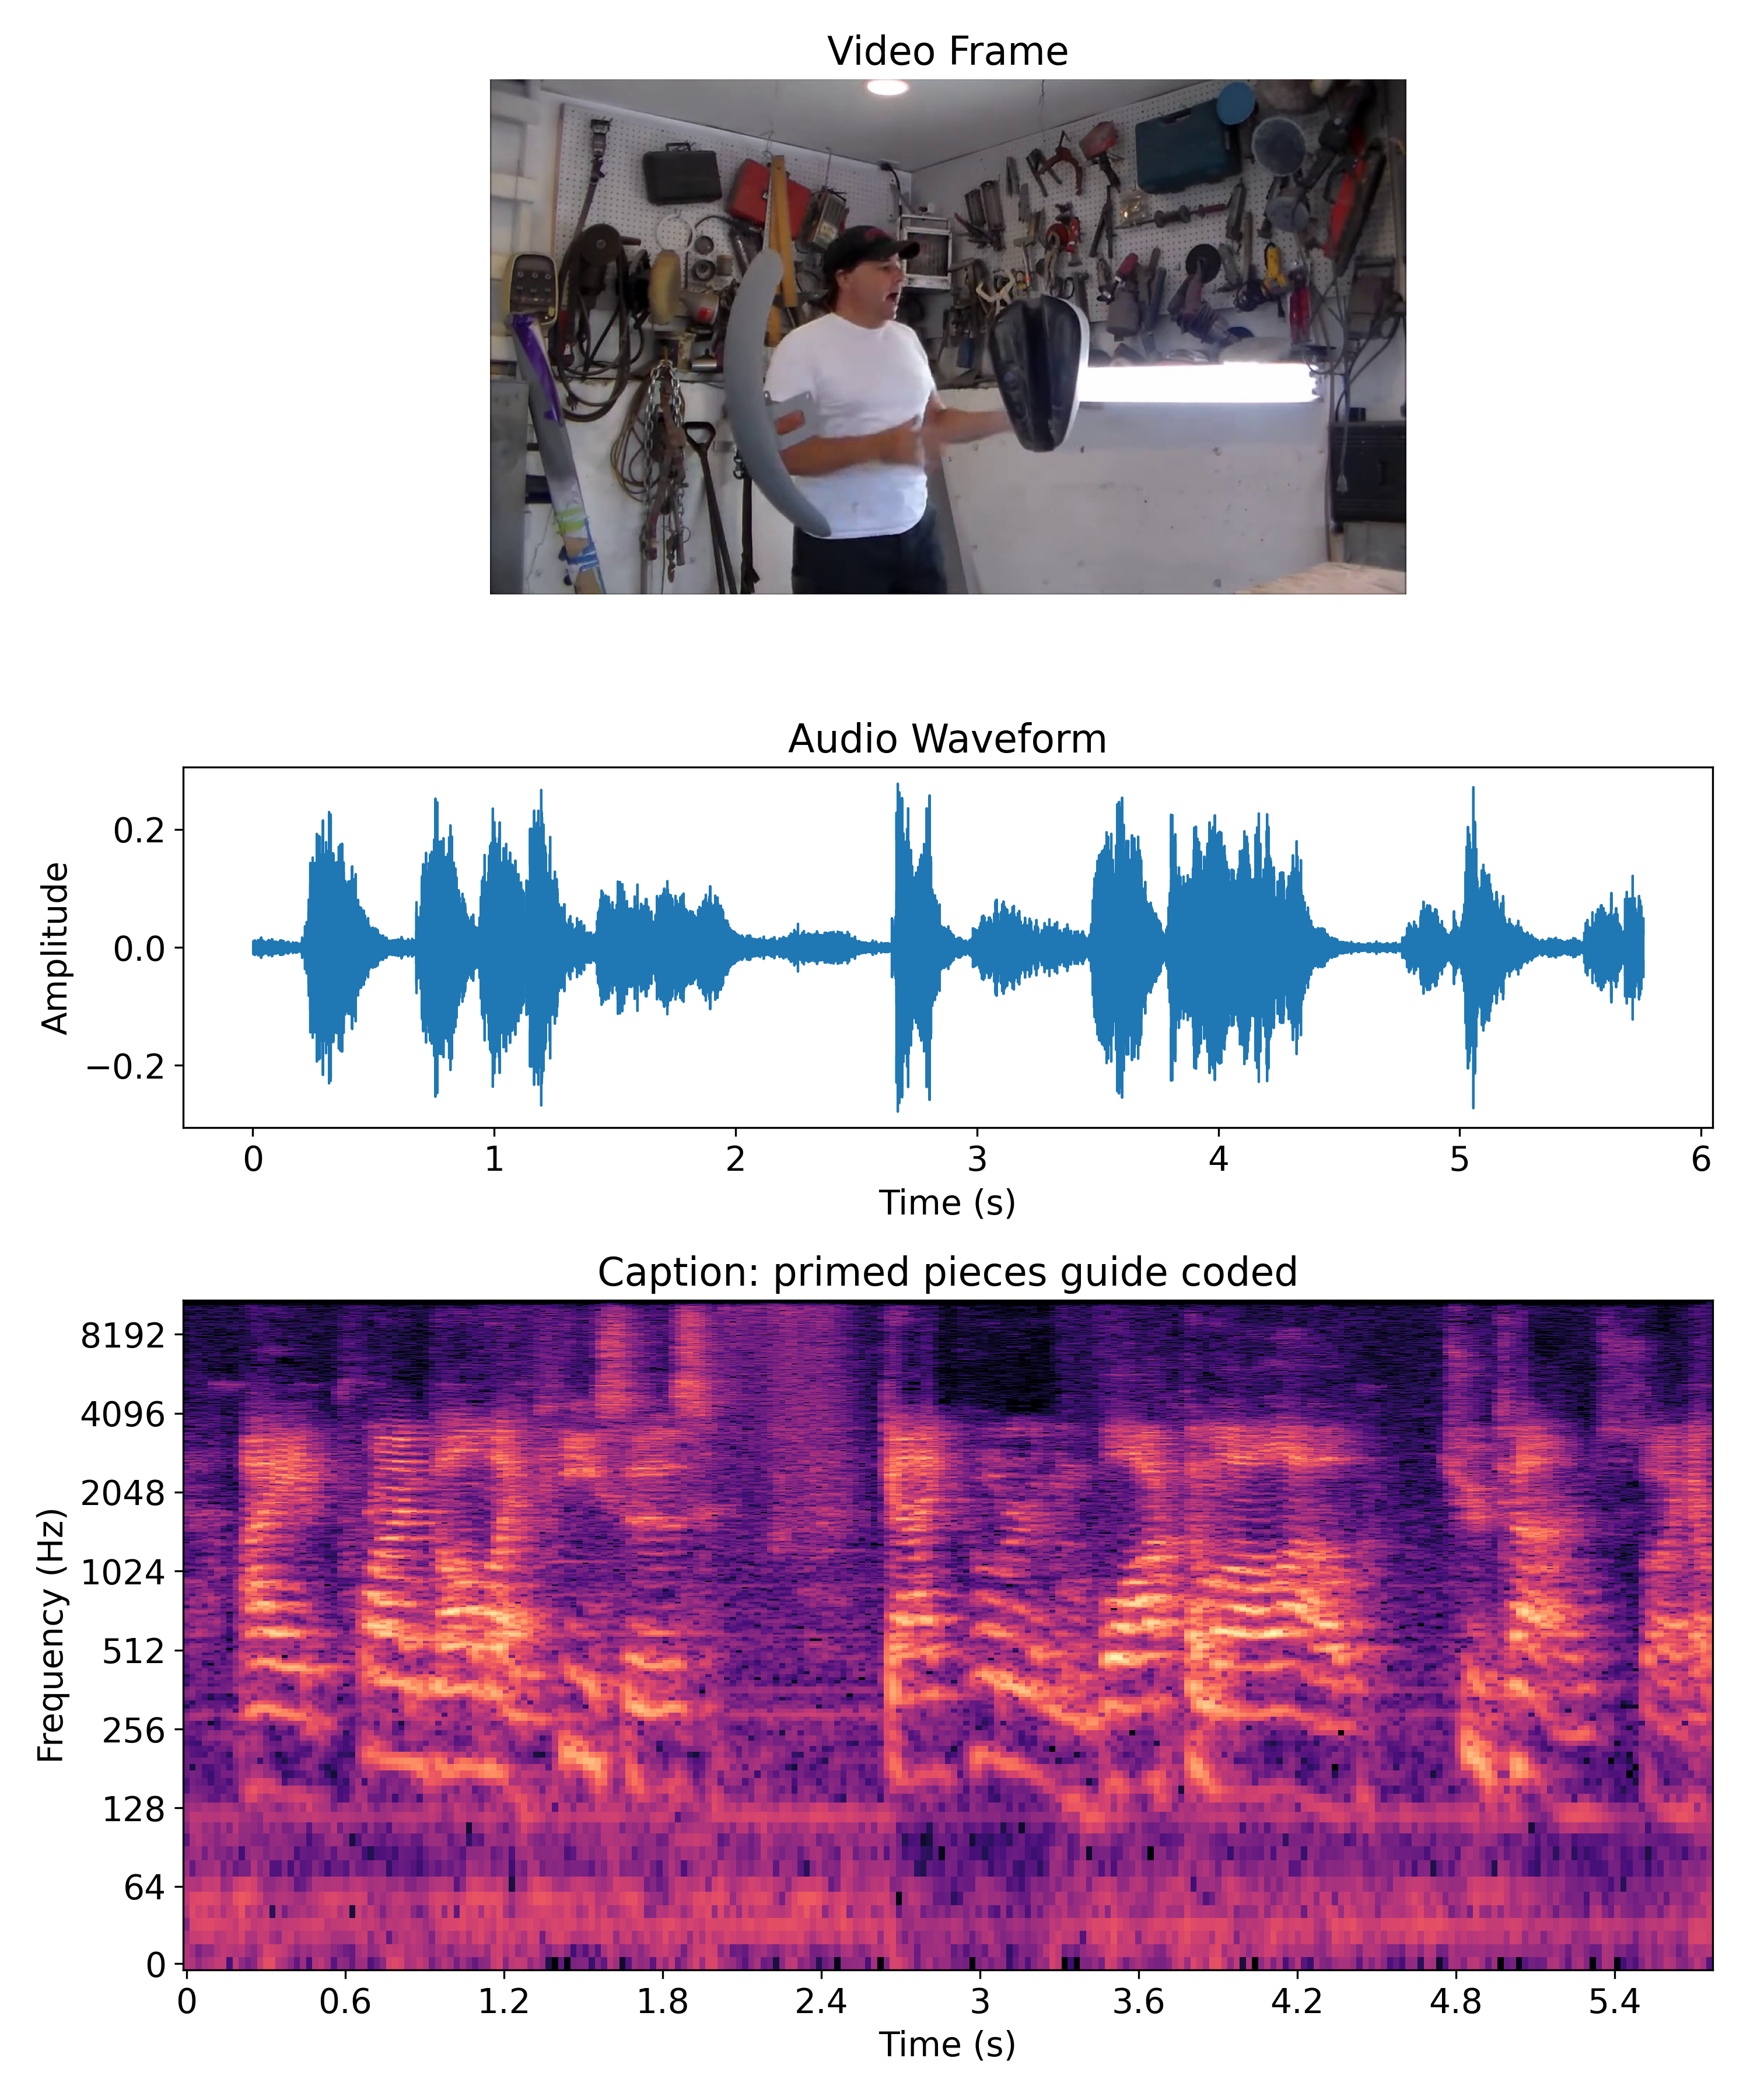 Video Frame
Audio Waveform
Amplitude
0.2
0.0
−0.2
0 1 2 3 4 5 6
Time (s)
Caption: primed pieces guide coded
Frequency (Hz)
8192
4096
2048
1024
512
256
128
64
0
0 0.6 1.2 1.8 2.4 3 3.6 4.2 4.8 5.4
Time (s)